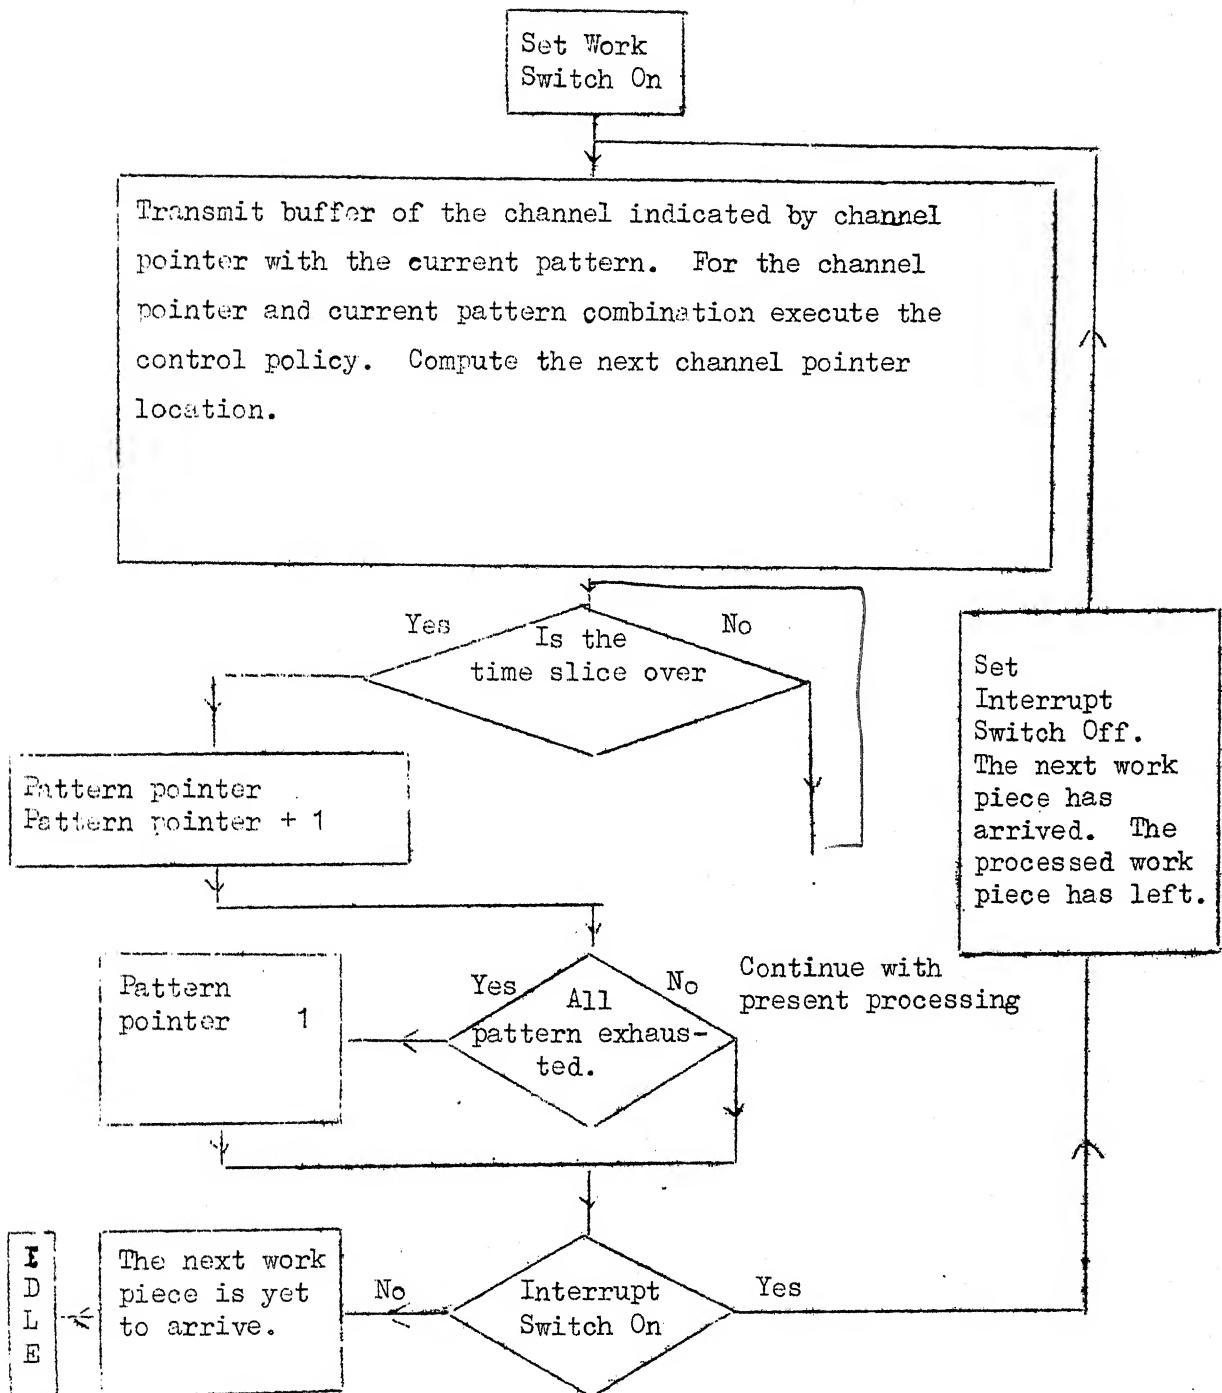 Set Work
Switch On
Transmit buffer of the channel indicated by channel
pointer with the current pattern. For the channel
pointer and current pattern combination execute the
control policy. Compute the next channel pointer
location.
Yes
Is the
time slice over
No
Set
Interrupt
Switch Off.
The next work
piece has
arrived. The
processed work
piece has left.
Pattern pointer
Pattern pointer + 1
Pattern
pointer 1
Yes
All
pattern exhaus-
ted.
No
Continue with
present processing
IDLE
The next work
piece is yet
to arrive.
No
Interrupt
Switch On
Yes